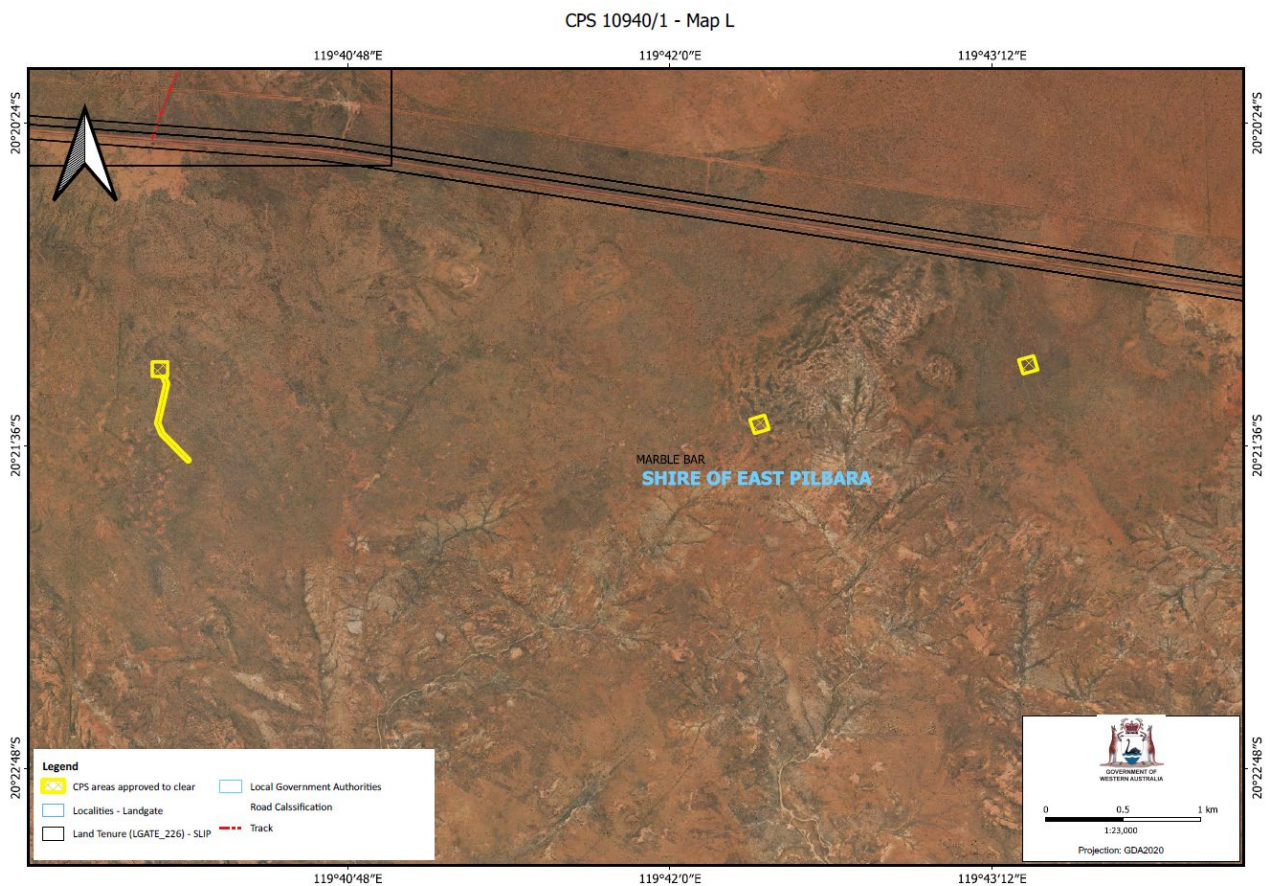 CPS 10940/1 - Map L
119°40'48"E
119°42'0"E
119°43'12"E
20°20'24"S
20°20'24"S
20°21'36"S
20°21'36"S
MARBLE BAR
SHIRE OF EAST PILBARA
20°22'48"S
20°22'48"S
Legend
CPS areas approved to clear
Localities - Landgate
Land Tenure (LGATE_226) - SLIP
Local Government Authorities
Road Calssification
Track
GOVERNMENT OF
WESTERN AUSTRALIA
0 0.5 1 km
1:23,000
Projection: GDA2020
119°40'48"E
119°42'0"E
119°43'12"E